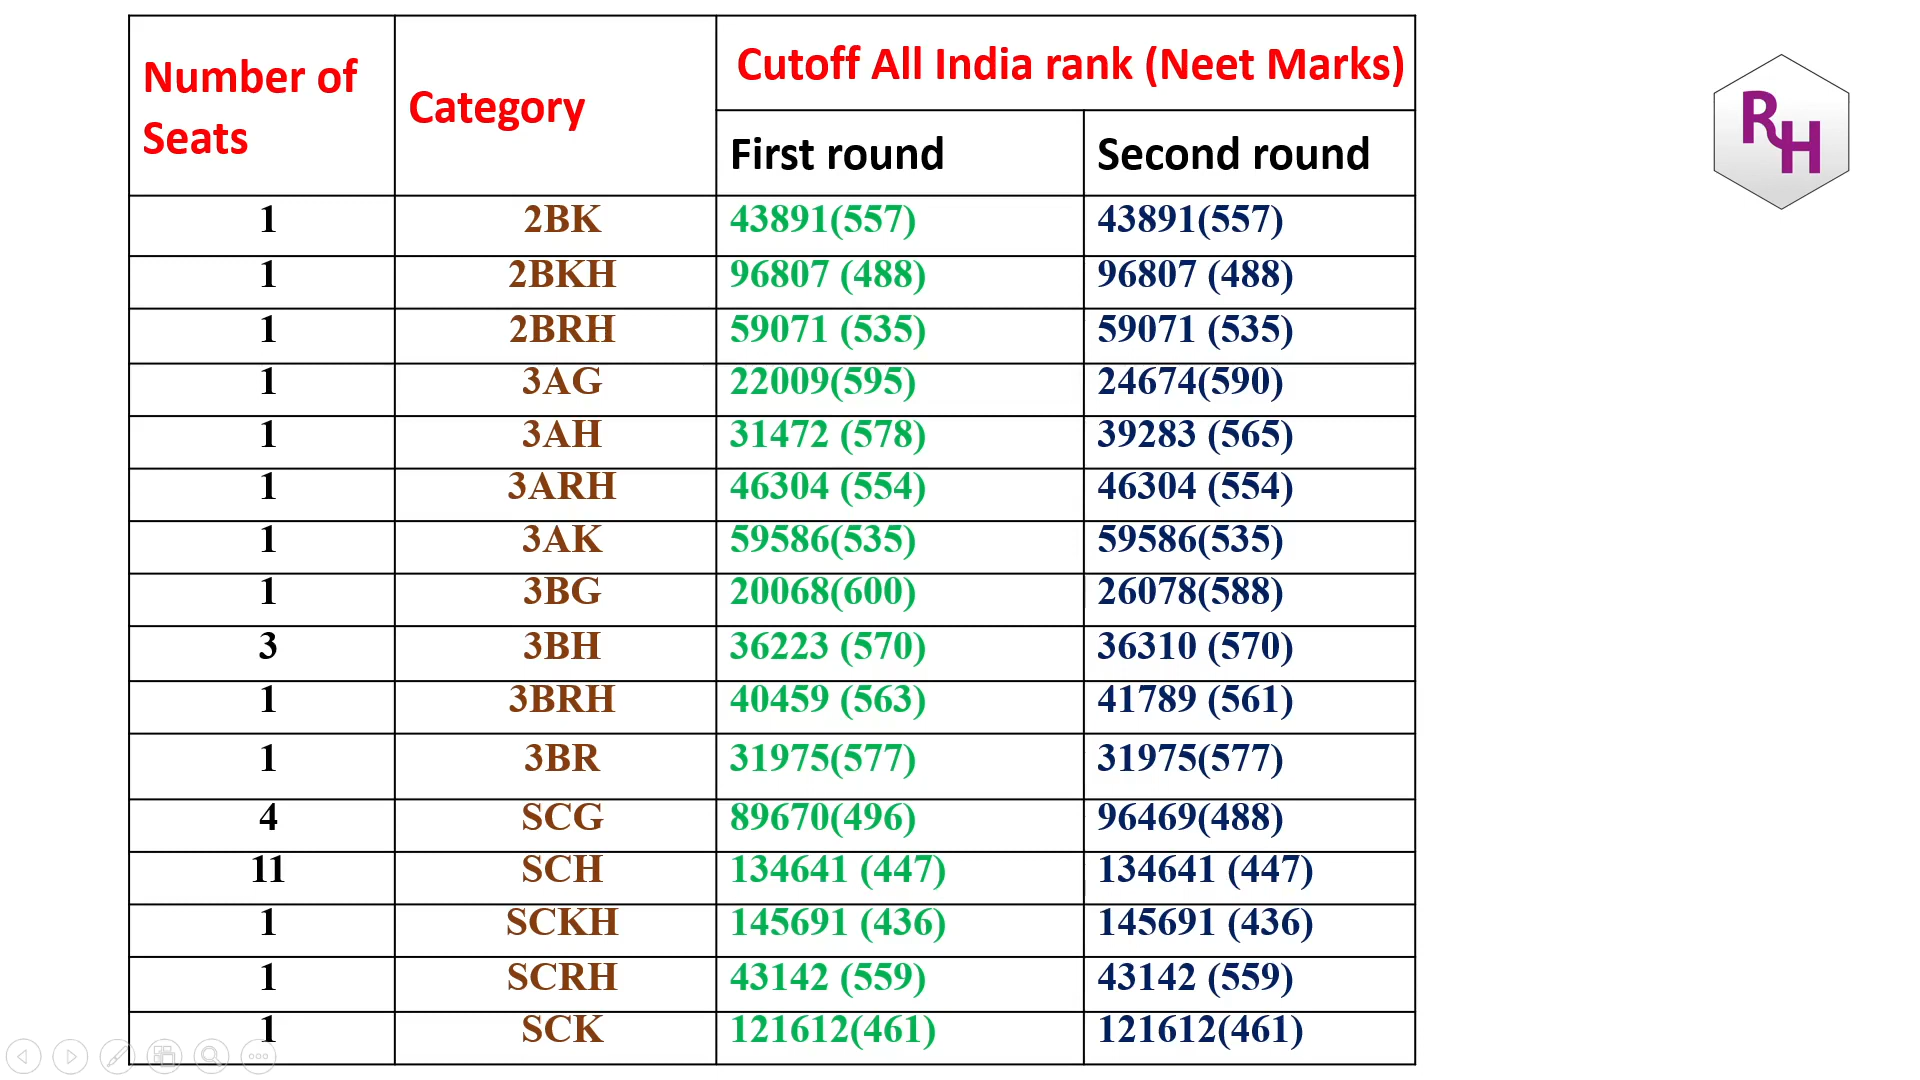 Number of Seats Category Cutoff All India rank (Neet Marks)
First round Second round
1 2BK 43891(557) 43891(557)
1 2BKH 96807 (488) 96807 (488)
1 2BRH 59071 (535) 59071 (535)
1 3AG 22009(595) 24674(590)
1 3AH 31472 (578) 39283 (565)
1 3ARH 46304 (554) 46304 (554)
1 3AK 59586(535) 59586(535)
1 3BG 20068(600) 26078(588)
3 3BH 36223 (570) 36310 (570)
1 3BRH 40459 (563) 41789 (561)
1 3BR 31975(577) 31975(577)
4 SCG 89670(496) 96469(488)
11 SCH 134641 (447) 134641 (447)
1 SCKH 145691 (436) 145691 (436)
1 SCRH 43142 (559) 43142 (559)
1 SCK 121612(461) 121612(461)
RH